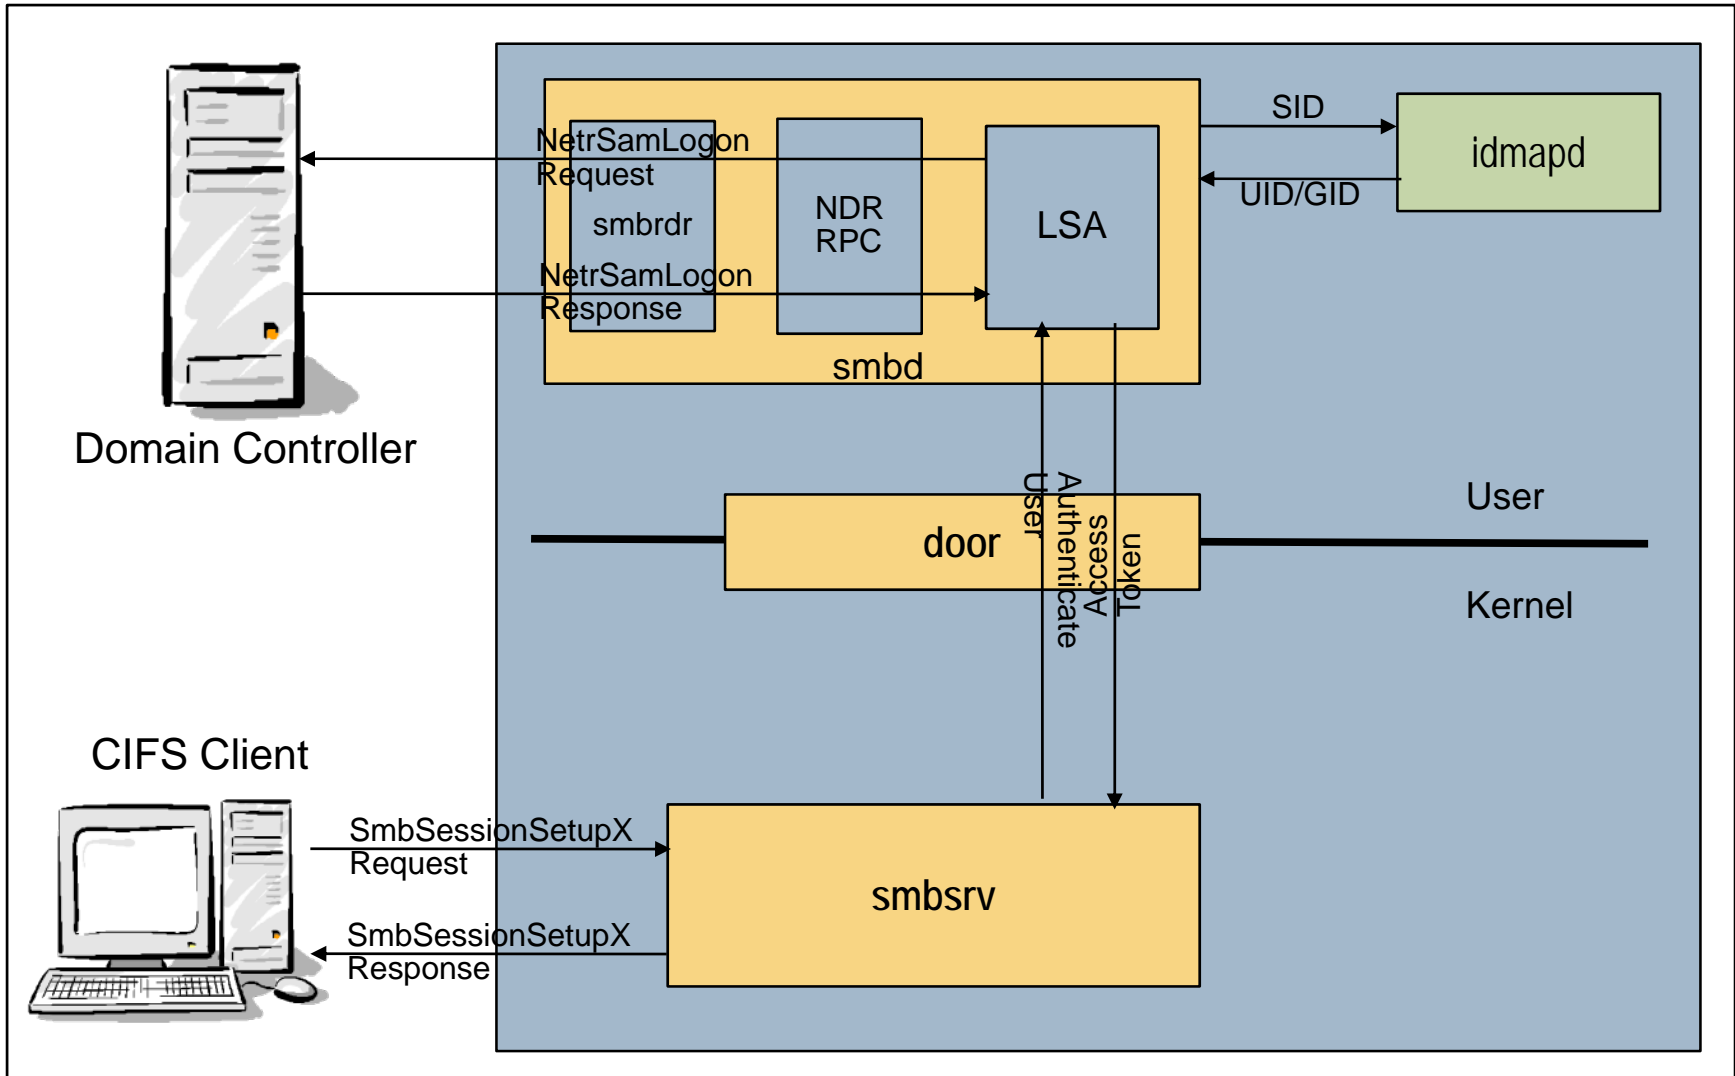 SID
NetrSamLogon
Request
idmapd
UID/GID
smbrdr
NDR
RPC
LSA
NetrSamLogon
Response
smbd
Domain Controller
Authenticate
User
Access
Token
User
door
Kernel
CIFS Client
SmbSessionSetupX
Request
smbsrv
SmbSessionSetupX
Response